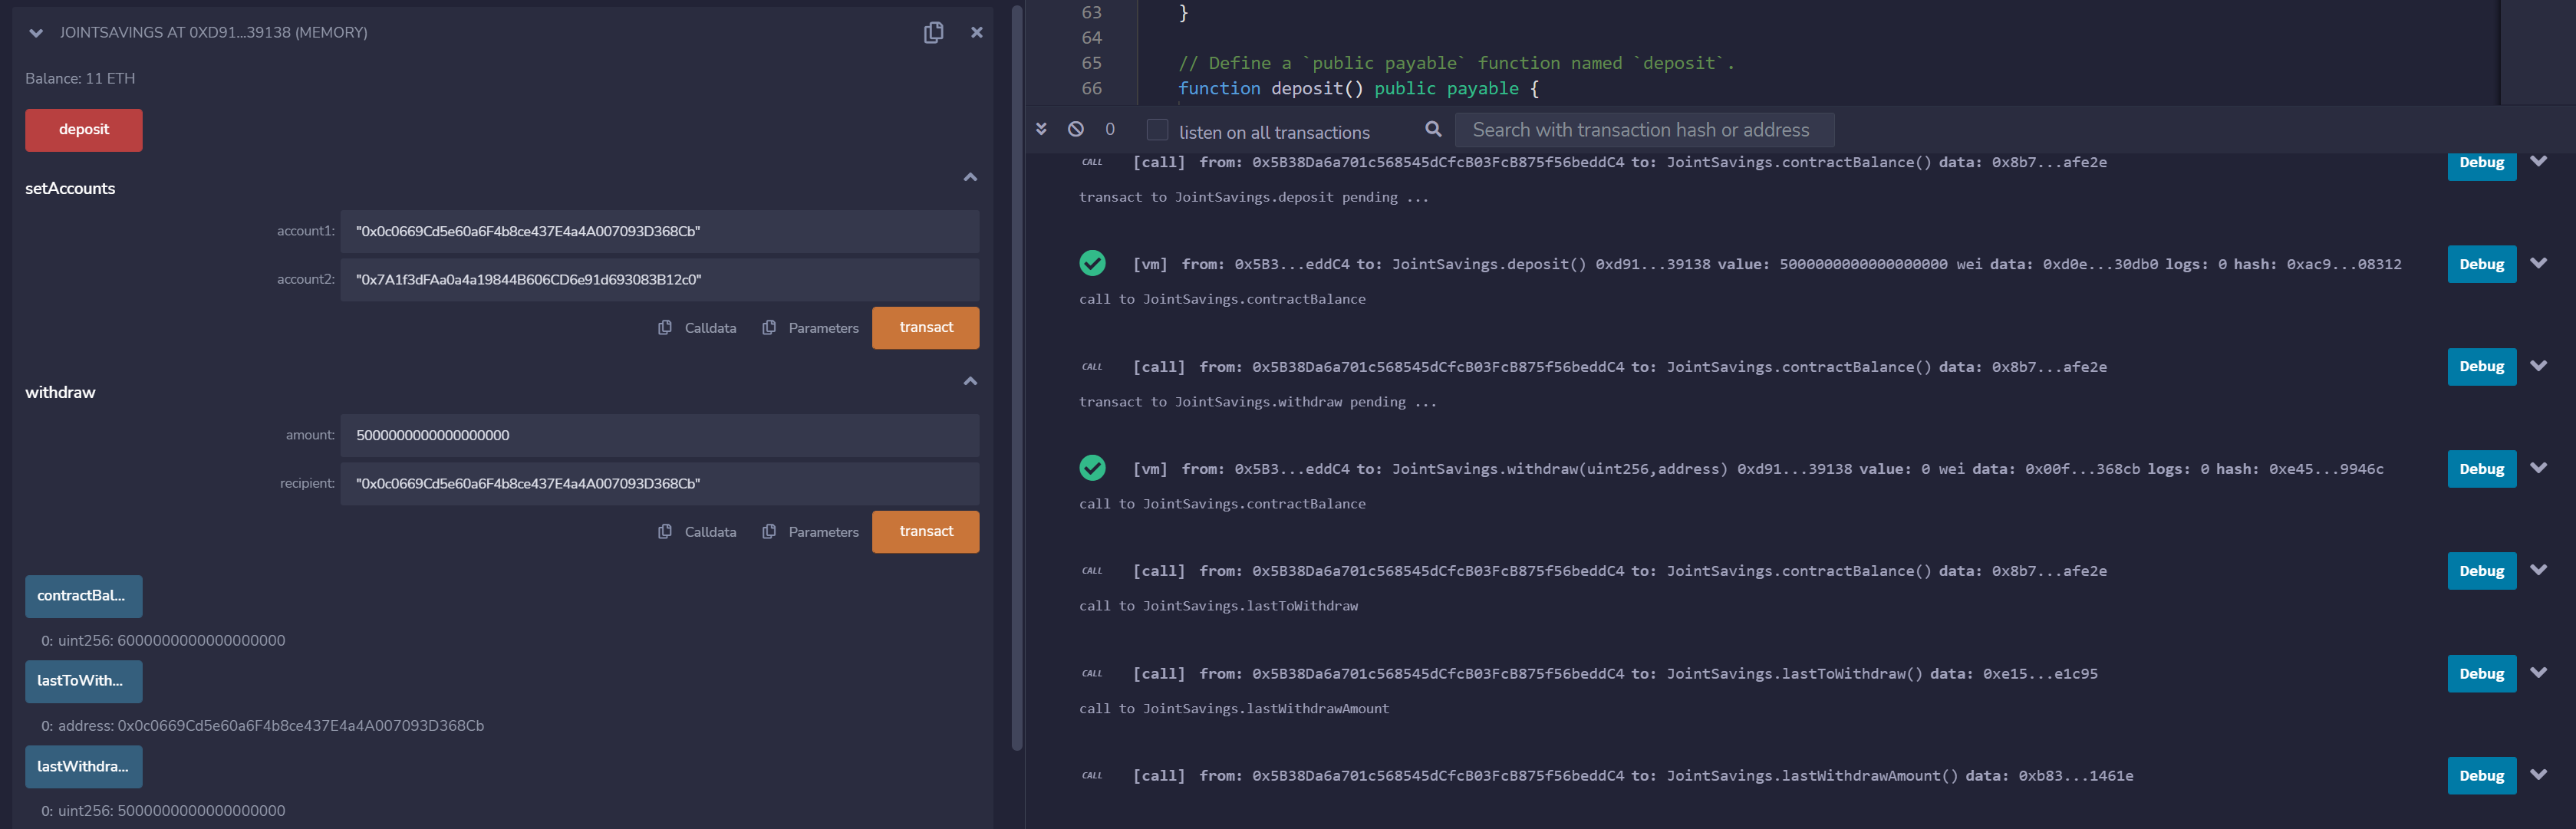 JOINTSAVINGS AT 0XD91...39138 (MEMORY)
Balance: 11 ETH
deposit
setAccounts
account1: "0x0c0669Cd5e60a6F4b8ce437E4a4A007093D368Cb"
account2: "0x7A1f3dFAa0a4a19844B606CD6e91d693083B12c0"
Calldata Parameters transact
withdraw
amount: 5000000000000000000
recipient: "0x0c0669Cd5e60a6F4b8ce437E4a4A007093D368Cb"
Calldata Parameters transact
contractBal...
0: uint256: 6000000000000000000
lastToWith...
0: address: 0x0c0669Cd5e60a6F4b8ce437E4a4A007093D368Cb
lastWithdra...
0: uint256: 5000000000000000000
63 }
64
65 // Define a `public payable` function named `deposit`.
66 function deposit() public payable {
0 listen on all transactions Search with transaction hash or address
CALL [call] from: 0x5B38Da6a701c568545dCfcB03FcB875f56beddC4 to: JointSavings.contractBalance() data: 0x8b7...afe2e Debug
transact to JointSavings.deposit pending ...
[vm] from: 0x5B3...eddC4 to: JointSavings.deposit() 0xd91...39138 value: 5000000000000000000 wei data: 0xd0e...30db0 logs: 0 hash: 0xac9...08312 Debug
call to JointSavings.contractBalance
CALL [call] from: 0x5B38Da6a701c568545dCfcB03FcB875f56beddC4 to: JointSavings.contractBalance() data: 0x8b7...afe2e Debug
transact to JointSavings.withdraw pending ...
[vm] from: 0x5B3...eddC4 to: JointSavings.withdraw(uint256,address) 0xd91...39138 value: 0 wei data: 0x00f...368cb logs: 0 hash: 0xe45...9946c Debug
call to JointSavings.contractBalance
CALL [call] from: 0x5B38Da6a701c568545dCfcB03FcB875f56beddC4 to: JointSavings.contractBalance() data: 0x8b7...afe2e Debug
call to JointSavings.lastToWithdraw
CALL [call] from: 0x5B38Da6a701c568545dCfcB03FcB875f56beddC4 to: JointSavings.lastToWithdraw() data: 0xe15...e1c95 Debug
call to JointSavings.lastWithdrawAmount
CALL [call] from: 0x5B38Da6a701c568545dCfcB03FcB875f56beddC4 to: JointSavings.lastWithdrawAmount() data: 0xb83...1461e Debug